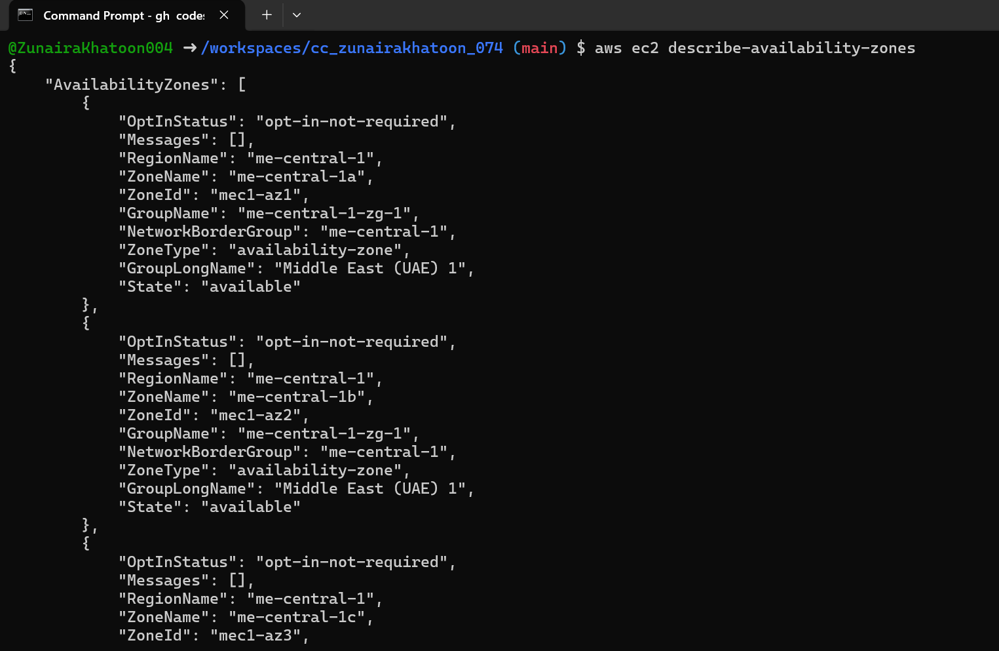 Command Prompt - gh codes
@ZunairaKhatoon004 ➜ /workspaces/cc_zunairakhatoon_074 (main) $ aws ec2 describe-availability-zones
{
    "AvailabilityZones": [
        {
            "OptInStatus": "opt-in-not-required",
            "Messages": [],
            "RegionName": "me-central-1",
            "ZoneName": "me-central-1a",
            "ZoneId": "mec1-az1",
            "GroupName": "me-central-1-zg-1",
            "NetworkBorderGroup": "me-central-1",
            "ZoneType": "availability-zone",
            "GroupLongName": "Middle East (UAE) 1",
            "State": "available"
        },
        {
            "OptInStatus": "opt-in-not-required",
            "Messages": [],
            "RegionName": "me-central-1",
            "ZoneName": "me-central-1b",
            "ZoneId": "mec1-az2",
            "GroupName": "me-central-1-zg-1",
            "NetworkBorderGroup": "me-central-1",
            "ZoneType": "availability-zone",
            "GroupLongName": "Middle East (UAE) 1",
            "State": "available"
        },
        {
            "OptInStatus": "opt-in-not-required",
            "Messages": [],
            "RegionName": "me-central-1",
            "ZoneName": "me-central-1c",
            "ZoneId": "mec1-az3",